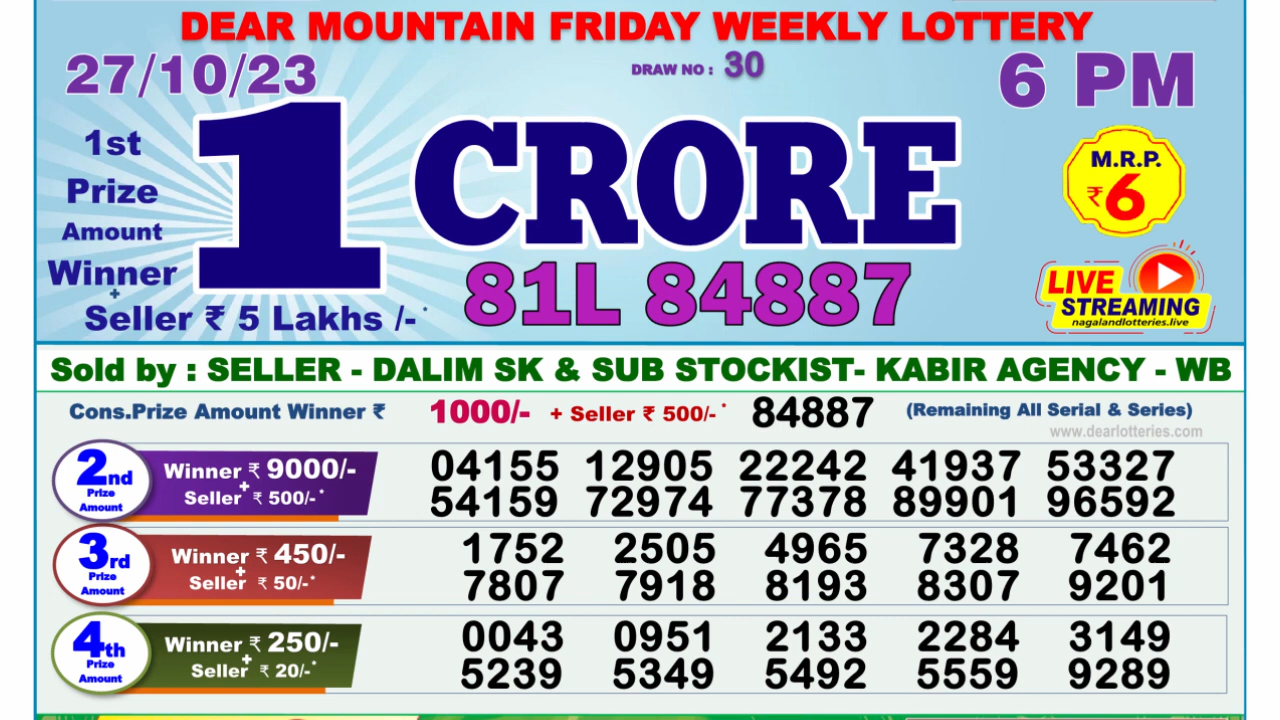 DEAR MOUNTAIN FRIDAY WEEKLY LOTTERY
27/10/23
DRAW NO : 30
6 PM
1st
Prize
Amount
Winner
+
Seller ₹ 5 Lakhs /-*
1 CRORE
81L 84887
M.R.P.
₹6
LIVE
STREAMING
nagalandlotteries.live
Sold by : SELLER - DALIM SK & SUB STOCKIST- KABIR AGENCY - WB
Cons.Prize Amount Winner ₹ 1000/- + Seller ₹ 500/-* 84887 (Remaining All Serial & Series)
www.dearlotteries.com
2nd
Prize
Amount
Winner ₹ 9000/-
+
Seller ₹ 500/-*
04155 12905 22242 41937 53327
54159 72974 77378 89901 96592
3rd
Prize
Amount
Winner ₹ 450/-
+
Seller ₹ 50/-*
1752 2505 4965 7328 7462
7807 7918 8193 8307 9201
4th
Prize
Amount
Winner ₹ 250/-
+
Seller ₹ 20/-*
0043 0951 2133 2284 3149
5239 5349 5492 5559 9289